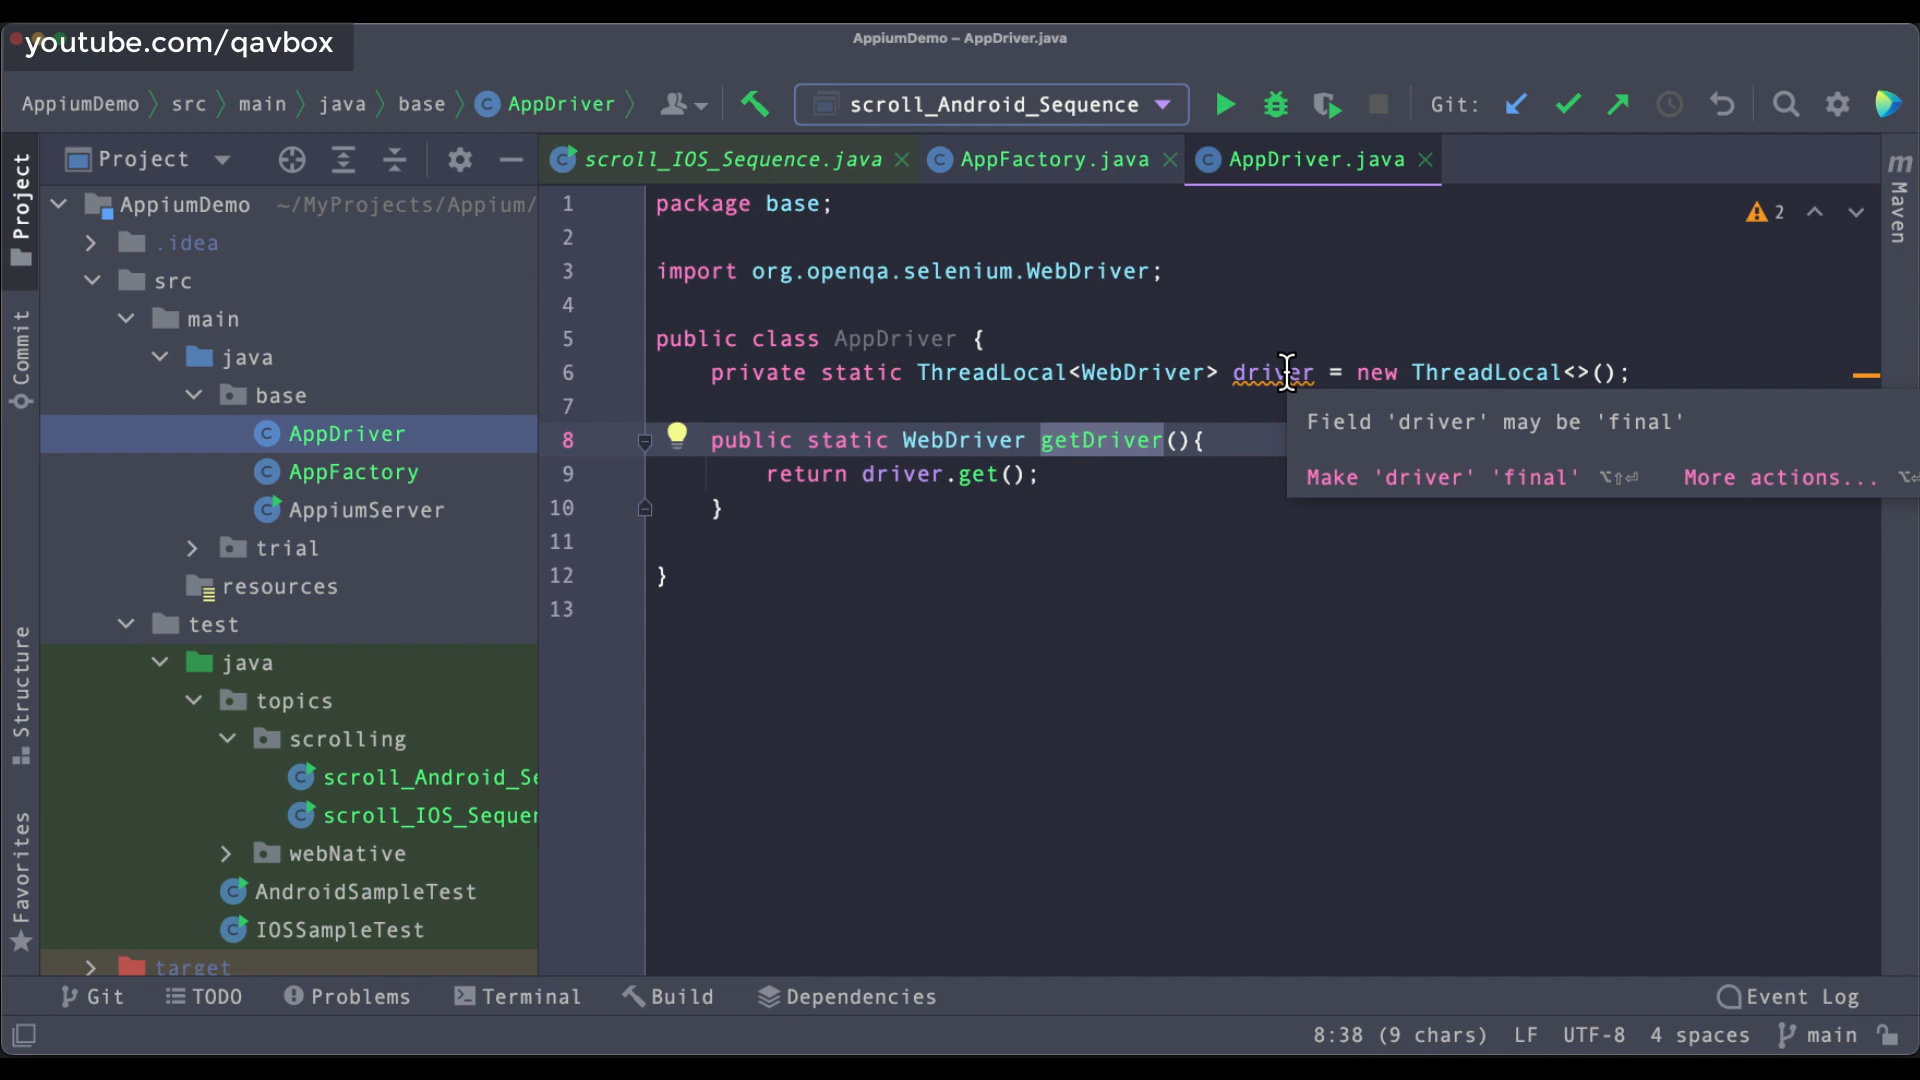 youtube.com/qavbox
AppiumDemo – AppDriver.java
AppiumDemo src main java base AppDriver scroll_Android_Sequence Git:
Project scroll_IOS_Sequence.java AppFactory.java AppDriver.java
Project
Commit
Structure
Favorites
m Maven
AppiumDemo ~/MyProjects/Appium/
.idea
src
main
java
base
AppDriver
AppFactory
AppiumServer
trial
resources
test
java
topics
scrolling
scroll_Android_Se
scroll_IOS_Sequer
webNative
AndroidSampleTest
IOSSampleTest
target
2
1 package base;
2
3 import org.openqa.selenium.WebDriver;
4
5 public class AppDriver {
6 private static ThreadLocal<WebDriver> driver = new ThreadLocal<>();
7
8 public static WebDriver getDriver(){
9 return driver.get();
10 }
11
12 }
13
Field 'driver' may be 'final'
Make 'driver' 'final' ⌥⇧⏎ More actions... ⌥⏎
Git TODO Problems Terminal Build Dependencies Event Log
8:38 (9 chars) LF UTF-8 4 spaces main